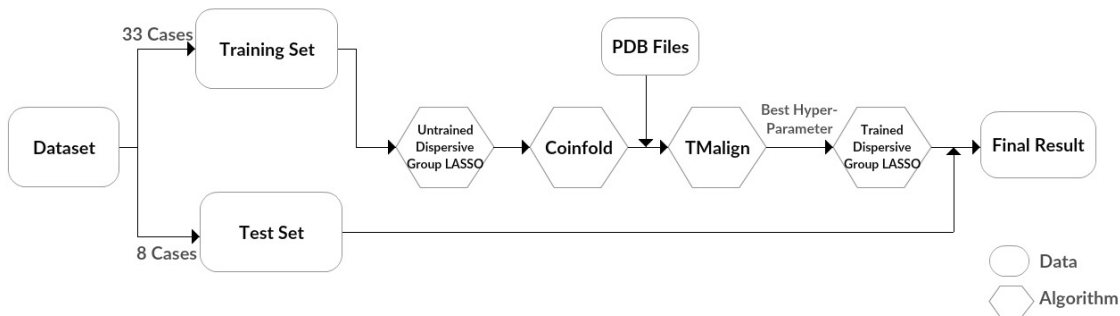 33 Cases
Training Set
PDB Files
Dataset
Untrained
Dispersive
Group LASSO
Coinfold
TMalign
Best Hyper-
Parameter
Trained
Dispersive
Group LASSO
Final Result
Test Set
8 Cases
Data
Algorithm